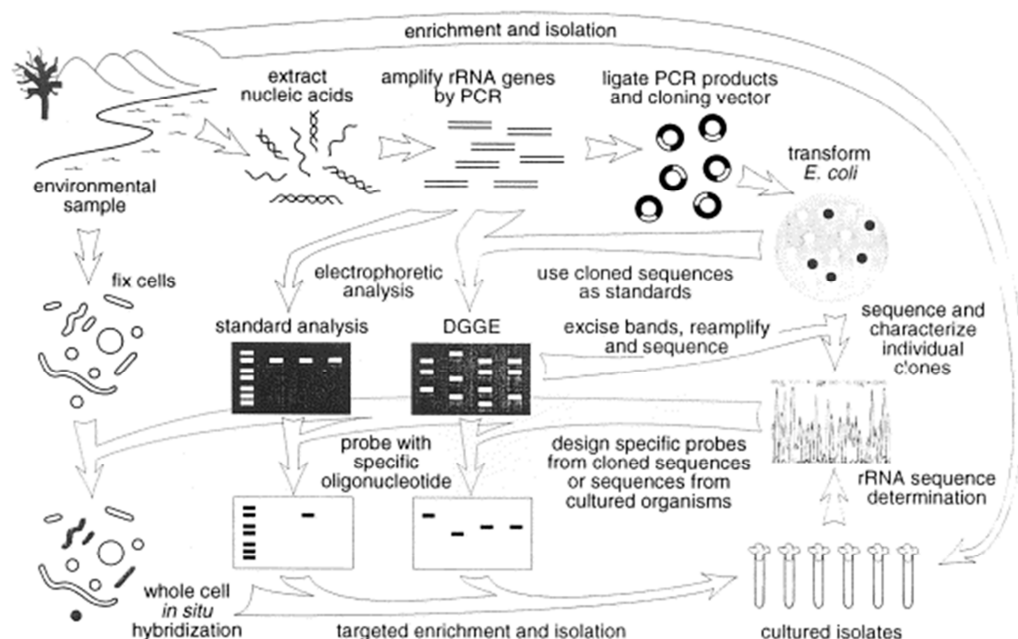 enrichment and isolation
extract
nucleic acids
amplify rRNA genes
by PCR
ligate PCR products
and cloning vector
transform
E. coli
environmental
sample
fix cells
electrophoretic
analysis
use cloned sequences
as standards
standard analysis
DGGE
excise bands, reamplify
and sequence
sequence and
characterize
individual
clones
probe with
specific
oligonucleotide
design specific probes
from cloned sequences
or sequences from
cultured organisms
rRNA sequence
determination
whole cell
in situ
hybridization
targeted enrichment and isolation
cultured isolates